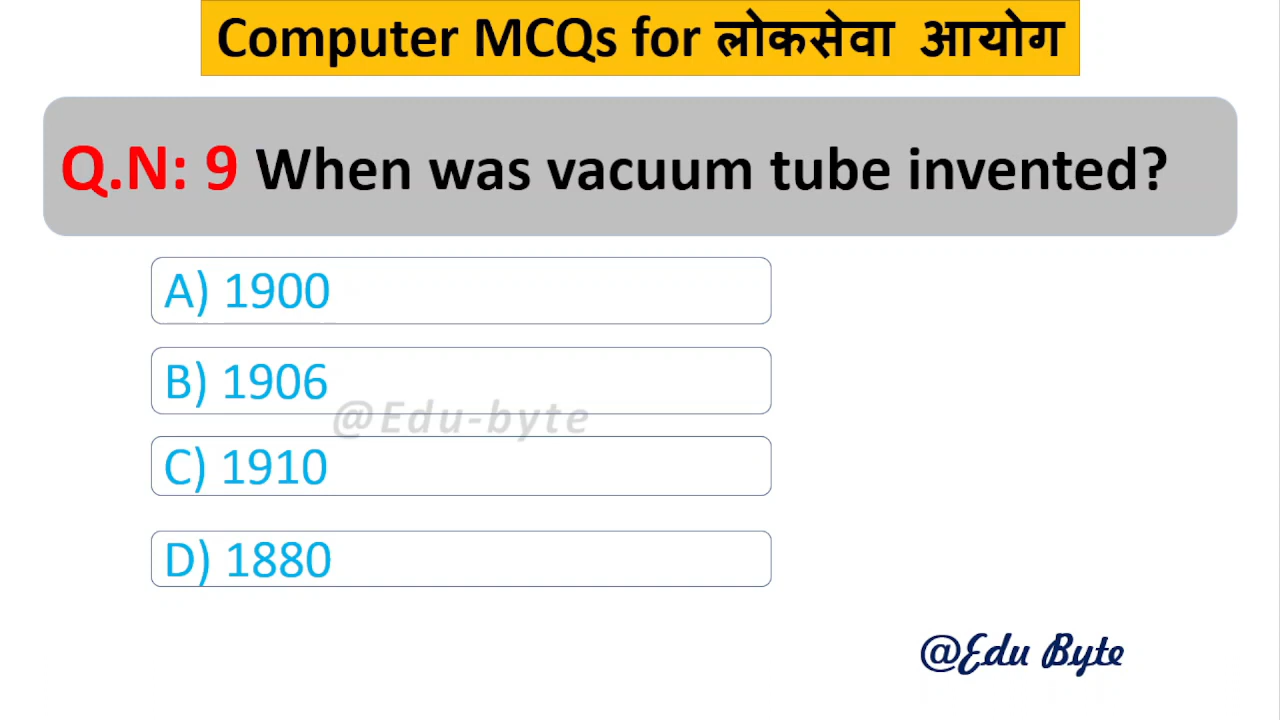 Computer MCQs for लोकसेवा आयोग
Q.N: 9 When was vacuum tube invented?
A) 1900
B) 1906
@Edu-byte
C) 1910
D) 1880
@Edu Byte